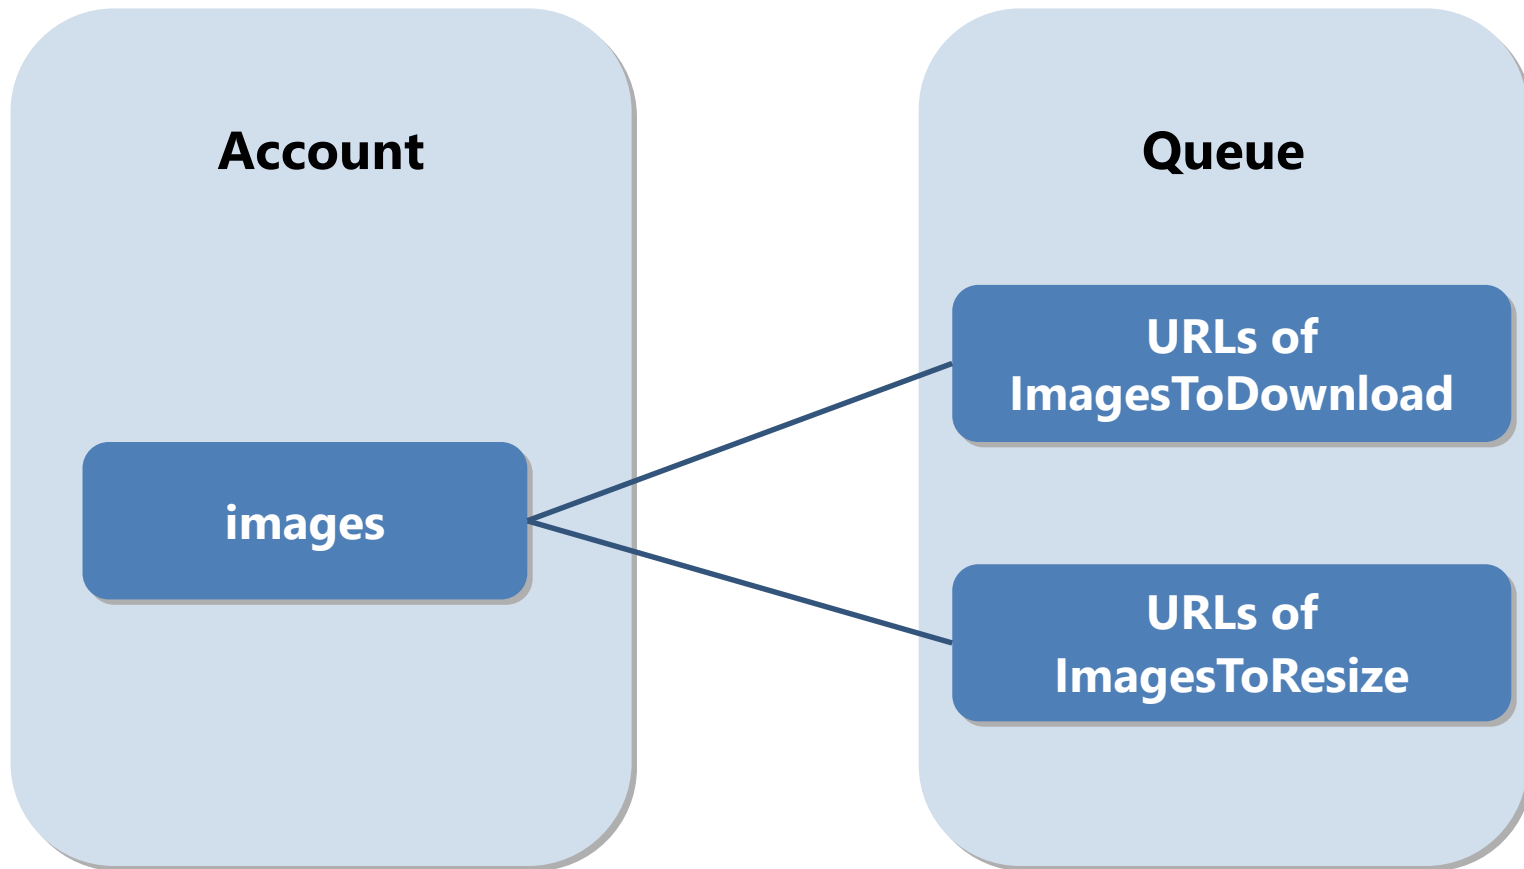 Account
images
Queue
URLs of
ImagesToDownload
URLs of
ImagesToResize